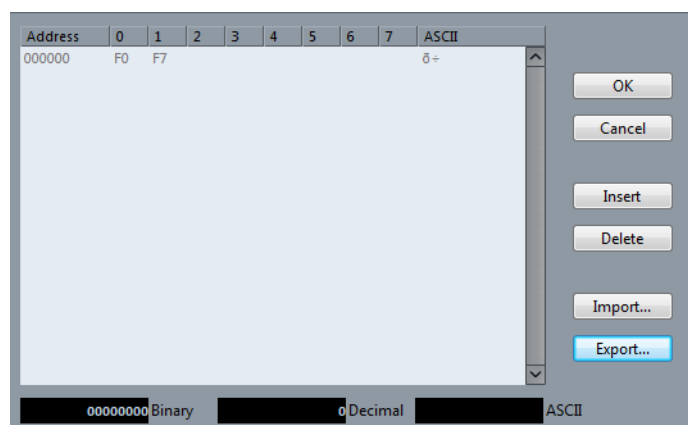 Address 0 1 2 3 4 5 6 7 ASCII
000000 F0 F7 ð÷
OK
Cancel
Insert
Delete
Import...
Export...
00000000 Binary 0 Decimal ASCII